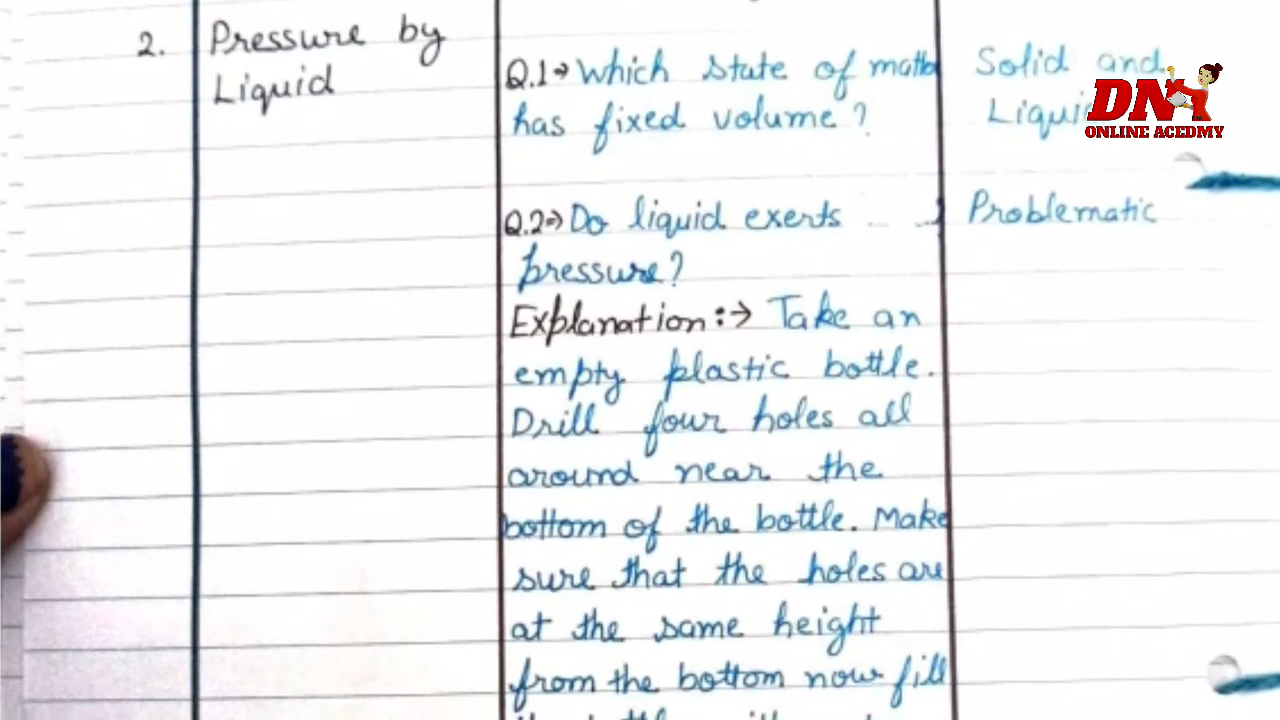 2. Pressure by
Liquid
Q.1→ Which state of matter
has fixed volume?
Solid and
Liquid
DN
ONLINE ACEDMY
Q.2→ Do liquid exerts
pressure?
Problematic
Explanation:→ Take an
empty plastic bottle.
Drill four holes all
around near the
bottom of the bottle. Make
sure that the holes are
at the same height
from the bottom now fill